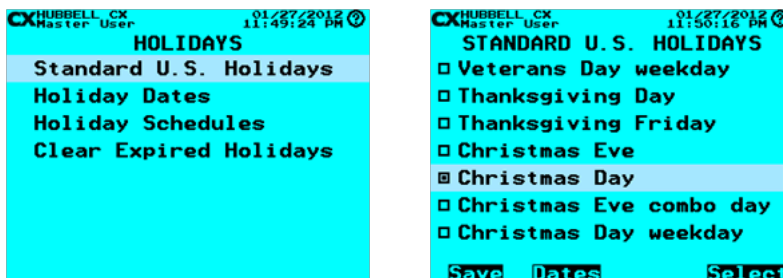 CX HUBBELL CX 01/27/2012 ?
Master User 11:49:24 PM
HOLIDAYS
Standard U.S. Holidays
Holiday Dates
Holiday Schedules
Clear Expired Holidays
CX HUBBELL CX 01/27/2012 ?
Master User 11:50:16 PM
STANDARD U.S. HOLIDAYS
Veterans Day weekday
Thanksgiving Day
Thanksgiving Friday
Christmas Eve
Christmas Day
Christmas Eve combo day
Christmas Day weekday
Save Dates Select